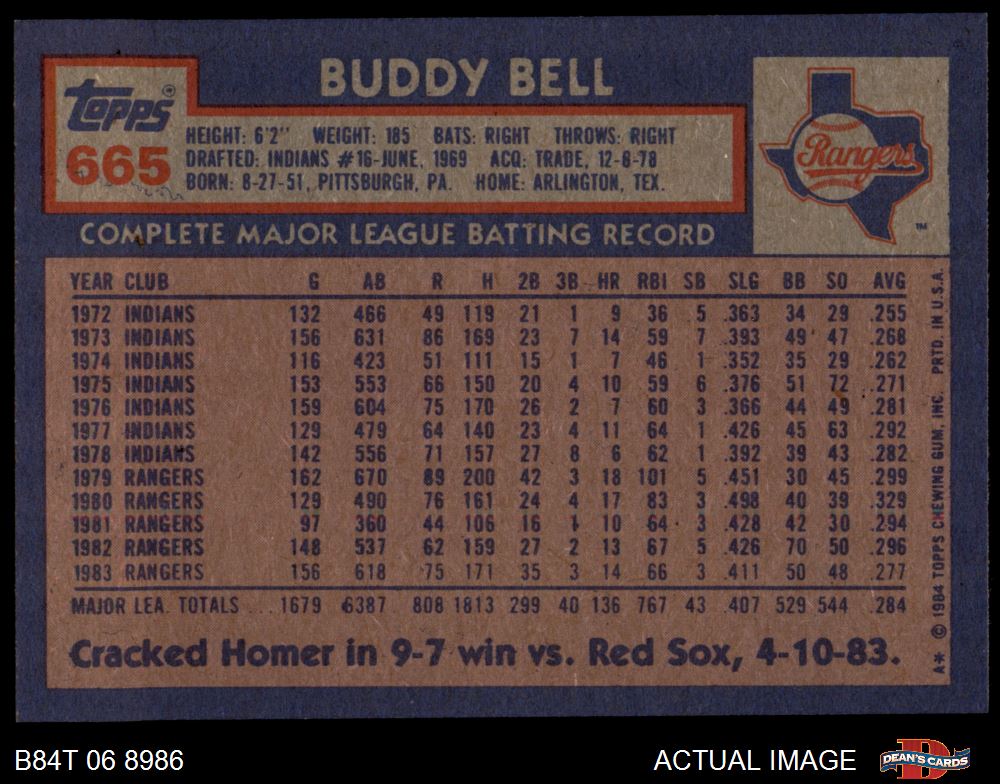 BUDDY BELL
Topps®
665
HEIGHT: 6'2" WEIGHT: 185 BATS: RIGHT THROWS: RIGHT
DRAFTED: INDIANS #16-JUNE, 1969 ACQ: TRADE, 12-8-78
BORN: 8-27-51, PITTSBURGH, PA. HOME: ARLINGTON, TEX.
Rangers
TM
COMPLETE MAJOR LEAGUE BATTING RECORD
YEAR CLUB G AB R H 2B 3B HR RBI SB SLG BB SO AVG
1972 INDIANS 132 466 49 119 21 1 9 36 5 .363 34 29 .255
1973 INDIANS 156 631 86 169 23 7 14 59 7 .393 49 47 .268
1974 INDIANS 116 423 51 111 15 1 7 46 1 .352 35 29 .262
1975 INDIANS 153 553 66 150 20 4 10 59 6 .376 51 72 .271
1976 INDIANS 159 604 75 170 26 2 7 60 3 .366 44 49 .281
1977 INDIANS 129 479 64 140 23 4 11 64 1 .426 45 63 .292
1978 INDIANS 142 556 71 157 27 8 6 62 1 .392 39 43 .282
1979 RANGERS 162 670 89 200 42 3 18 101 5 .451 30 45 .299
1980 RANGERS 129 490 76 161 24 4 17 83 3 .498 40 39 .329
1981 RANGERS 97 360 44 106 16 1 10 64 3 .428 42 30 .294
1982 RANGERS 148 537 62 159 27 2 13 67 5 .426 70 50 .296
1983 RANGERS 156 618 75 171 35 3 14 66 3 .411 50 48 .277
MAJOR LEA. TOTALS ... 1679 6387 808 1813 299 40 136 767 43 .407 529 544 .284
Cracked Homer in 9-7 win vs. Red Sox, 4-10-83.
A* © 1984 TOPPS CHEWING GUM, INC. PRTD. IN U.S.A.
B84T 06 8986
ACTUAL IMAGE
DEAN'S CARDS